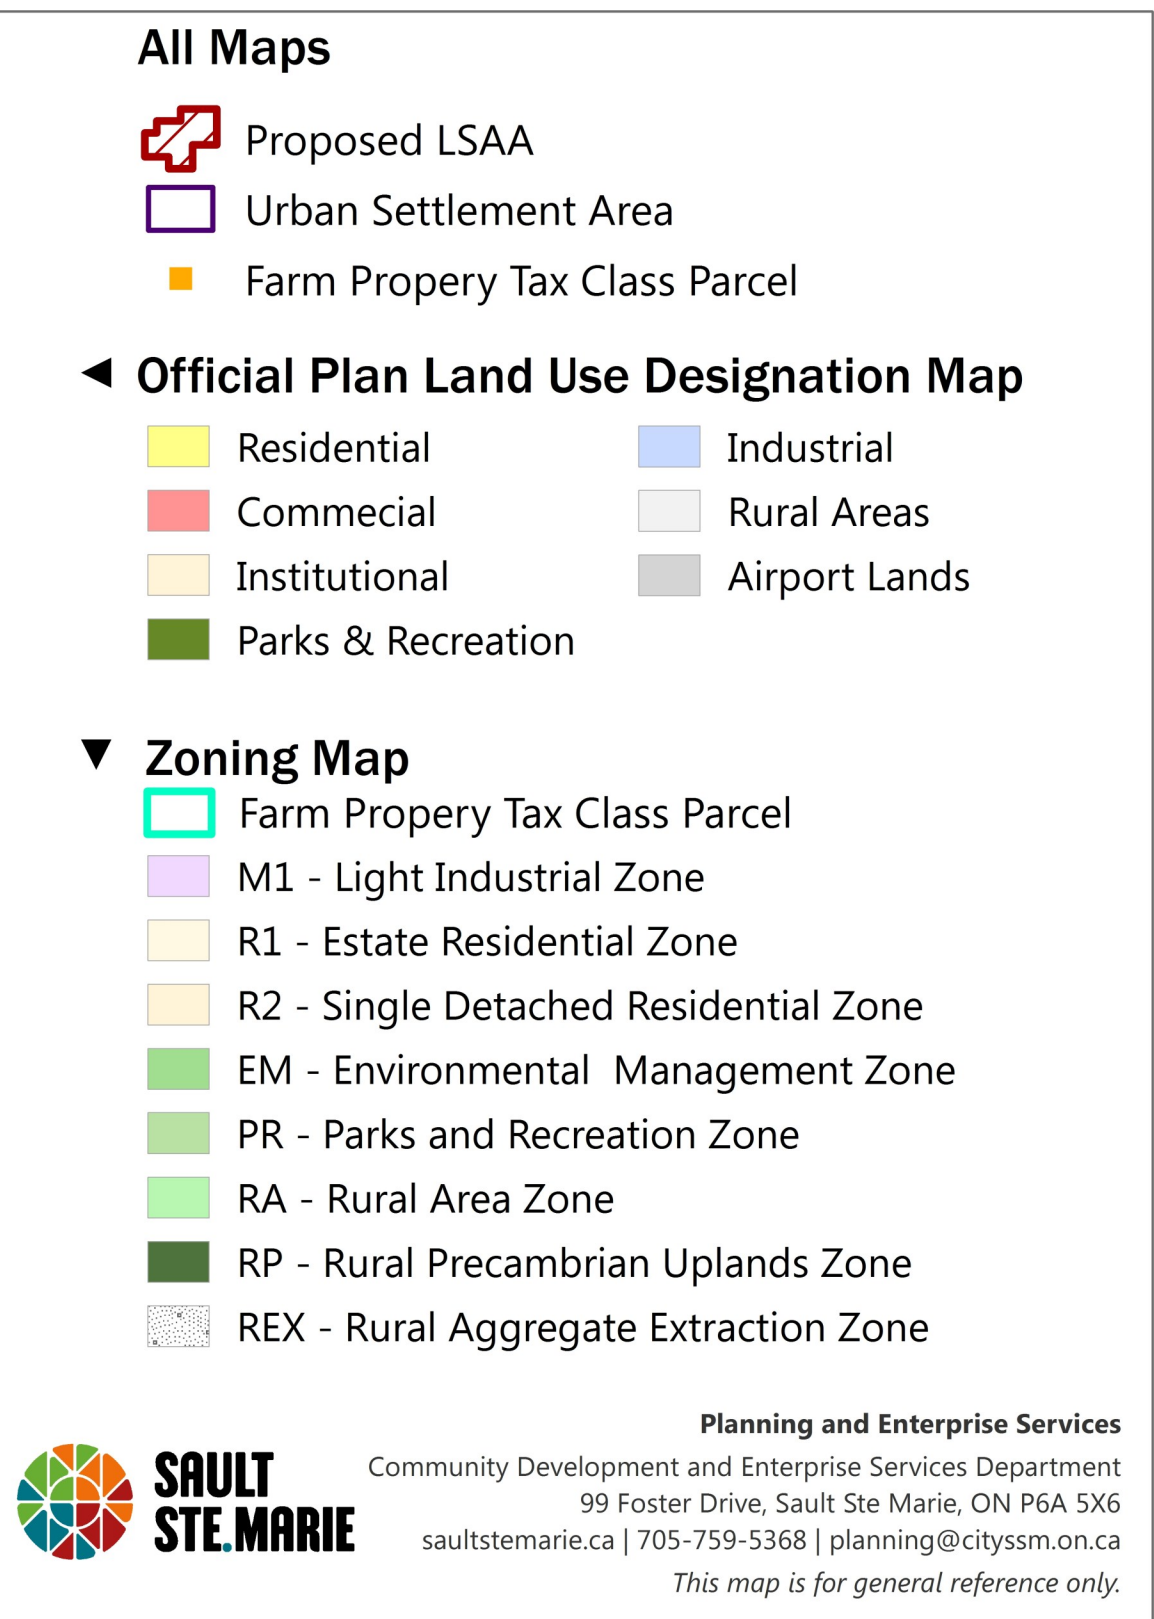 All Maps
Proposed LSAA
Urban Settlement Area
Farm Propery Tax Class Parcel
Official Plan Land Use Designation Map
Residential
Commecial
Institutional
Parks & Recreation
Industrial
Rural Areas
Airport Lands
Zoning Map
Farm Propery Tax Class Parcel
M1 - Light Industrial Zone
R1 - Estate Residential Zone
R2 - Single Detached Residential Zone
EM - Environmental  Management Zone
PR - Parks and Recreation Zone
RA - Rural Area Zone
RP - Rural Precambrian Uplands Zone
REX - Rural Aggregate Extraction Zone
SAULT
STE.MARIE
Planning and Enterprise Services
Community Development and Enterprise Services Department
99 Foster Drive, Sault Ste Marie, ON P6A 5X6
saultstemarie.ca | 705-759-5368 | planning@cityssm.on.ca
This map is for general reference only.